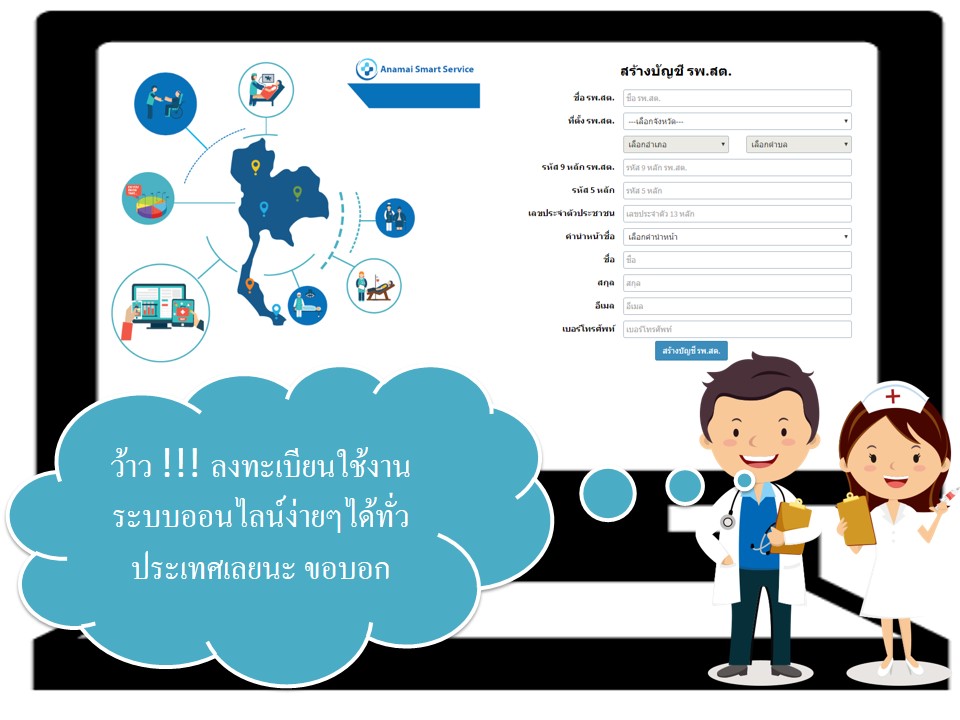 Anamai Smart Service
สร้างบัญชี รพ.สต.
ชื่อ รพ.สต. ชื่อ รพ.สต.
ที่ตั้ง รพ.สต. ---เลือกจังหวัด---
เลือกอำเภอ เลือกตำบล
รหัส 9 หลัก รพ.สต. รหัส 9 หลัก รพ.สต.
รหัส 5 หลัก รหัส 5 หลัก
เลขประจำตัวประชาชน เลขประจำตัว 13 หลัก
คำนำหน้าชื่อ เลือกคำนำหน้า
ชื่อ ชื่อ
สกุล สกุล
อีเมล อีเมล
เบอร์โทรศัพท์ เบอร์โทรศัพท์
สร้างบัญชี รพ.สต.
ว้าว !!! ลงทะเบียนใช้งาน
ระบบออนไลน์ง่ายๆได้ทั่ว
ประเทศเลยนะ ขอบอก